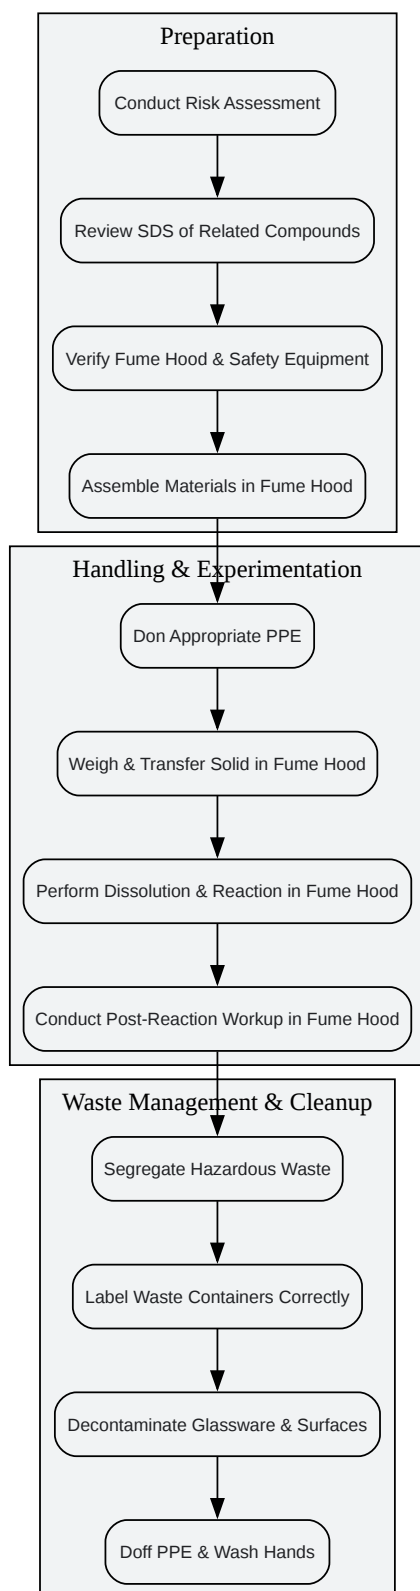 Preparation
Conduct Risk Assessment
Review SDS of Related Compounds
Verify Fume Hood & Safety Equipment
Assemble Materials in Fume Hood
Handling & Experimentation
Don Appropriate PPE
Weigh & Transfer Solid in Fume Hood
Perform Dissolution & Reaction in Fume Hood
Conduct Post-Reaction Workup in Fume Hood
Waste Management & Cleanup
Segregate Hazardous Waste
Label Waste Containers Correctly
Decontaminate Glassware & Surfaces
Doff PPE & Wash Hands